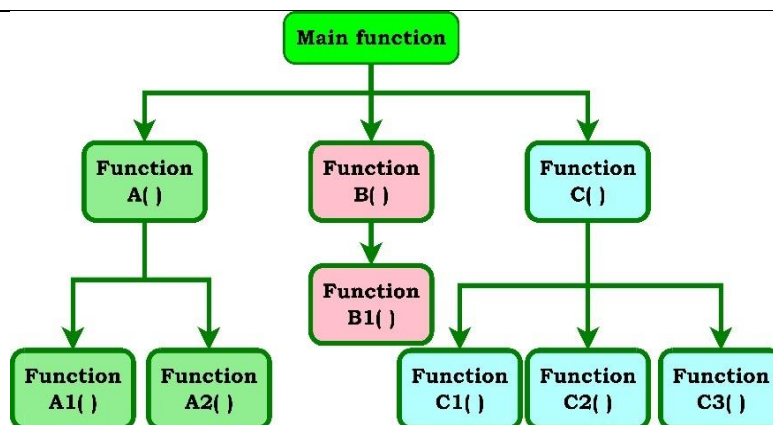 Main function
Function
A( )
Function
B( )
Function
C( )
Function
B1( )
Function
A1( )
Function
A2( )
Function
C1( )
Function
C2( )
Function
C3( )